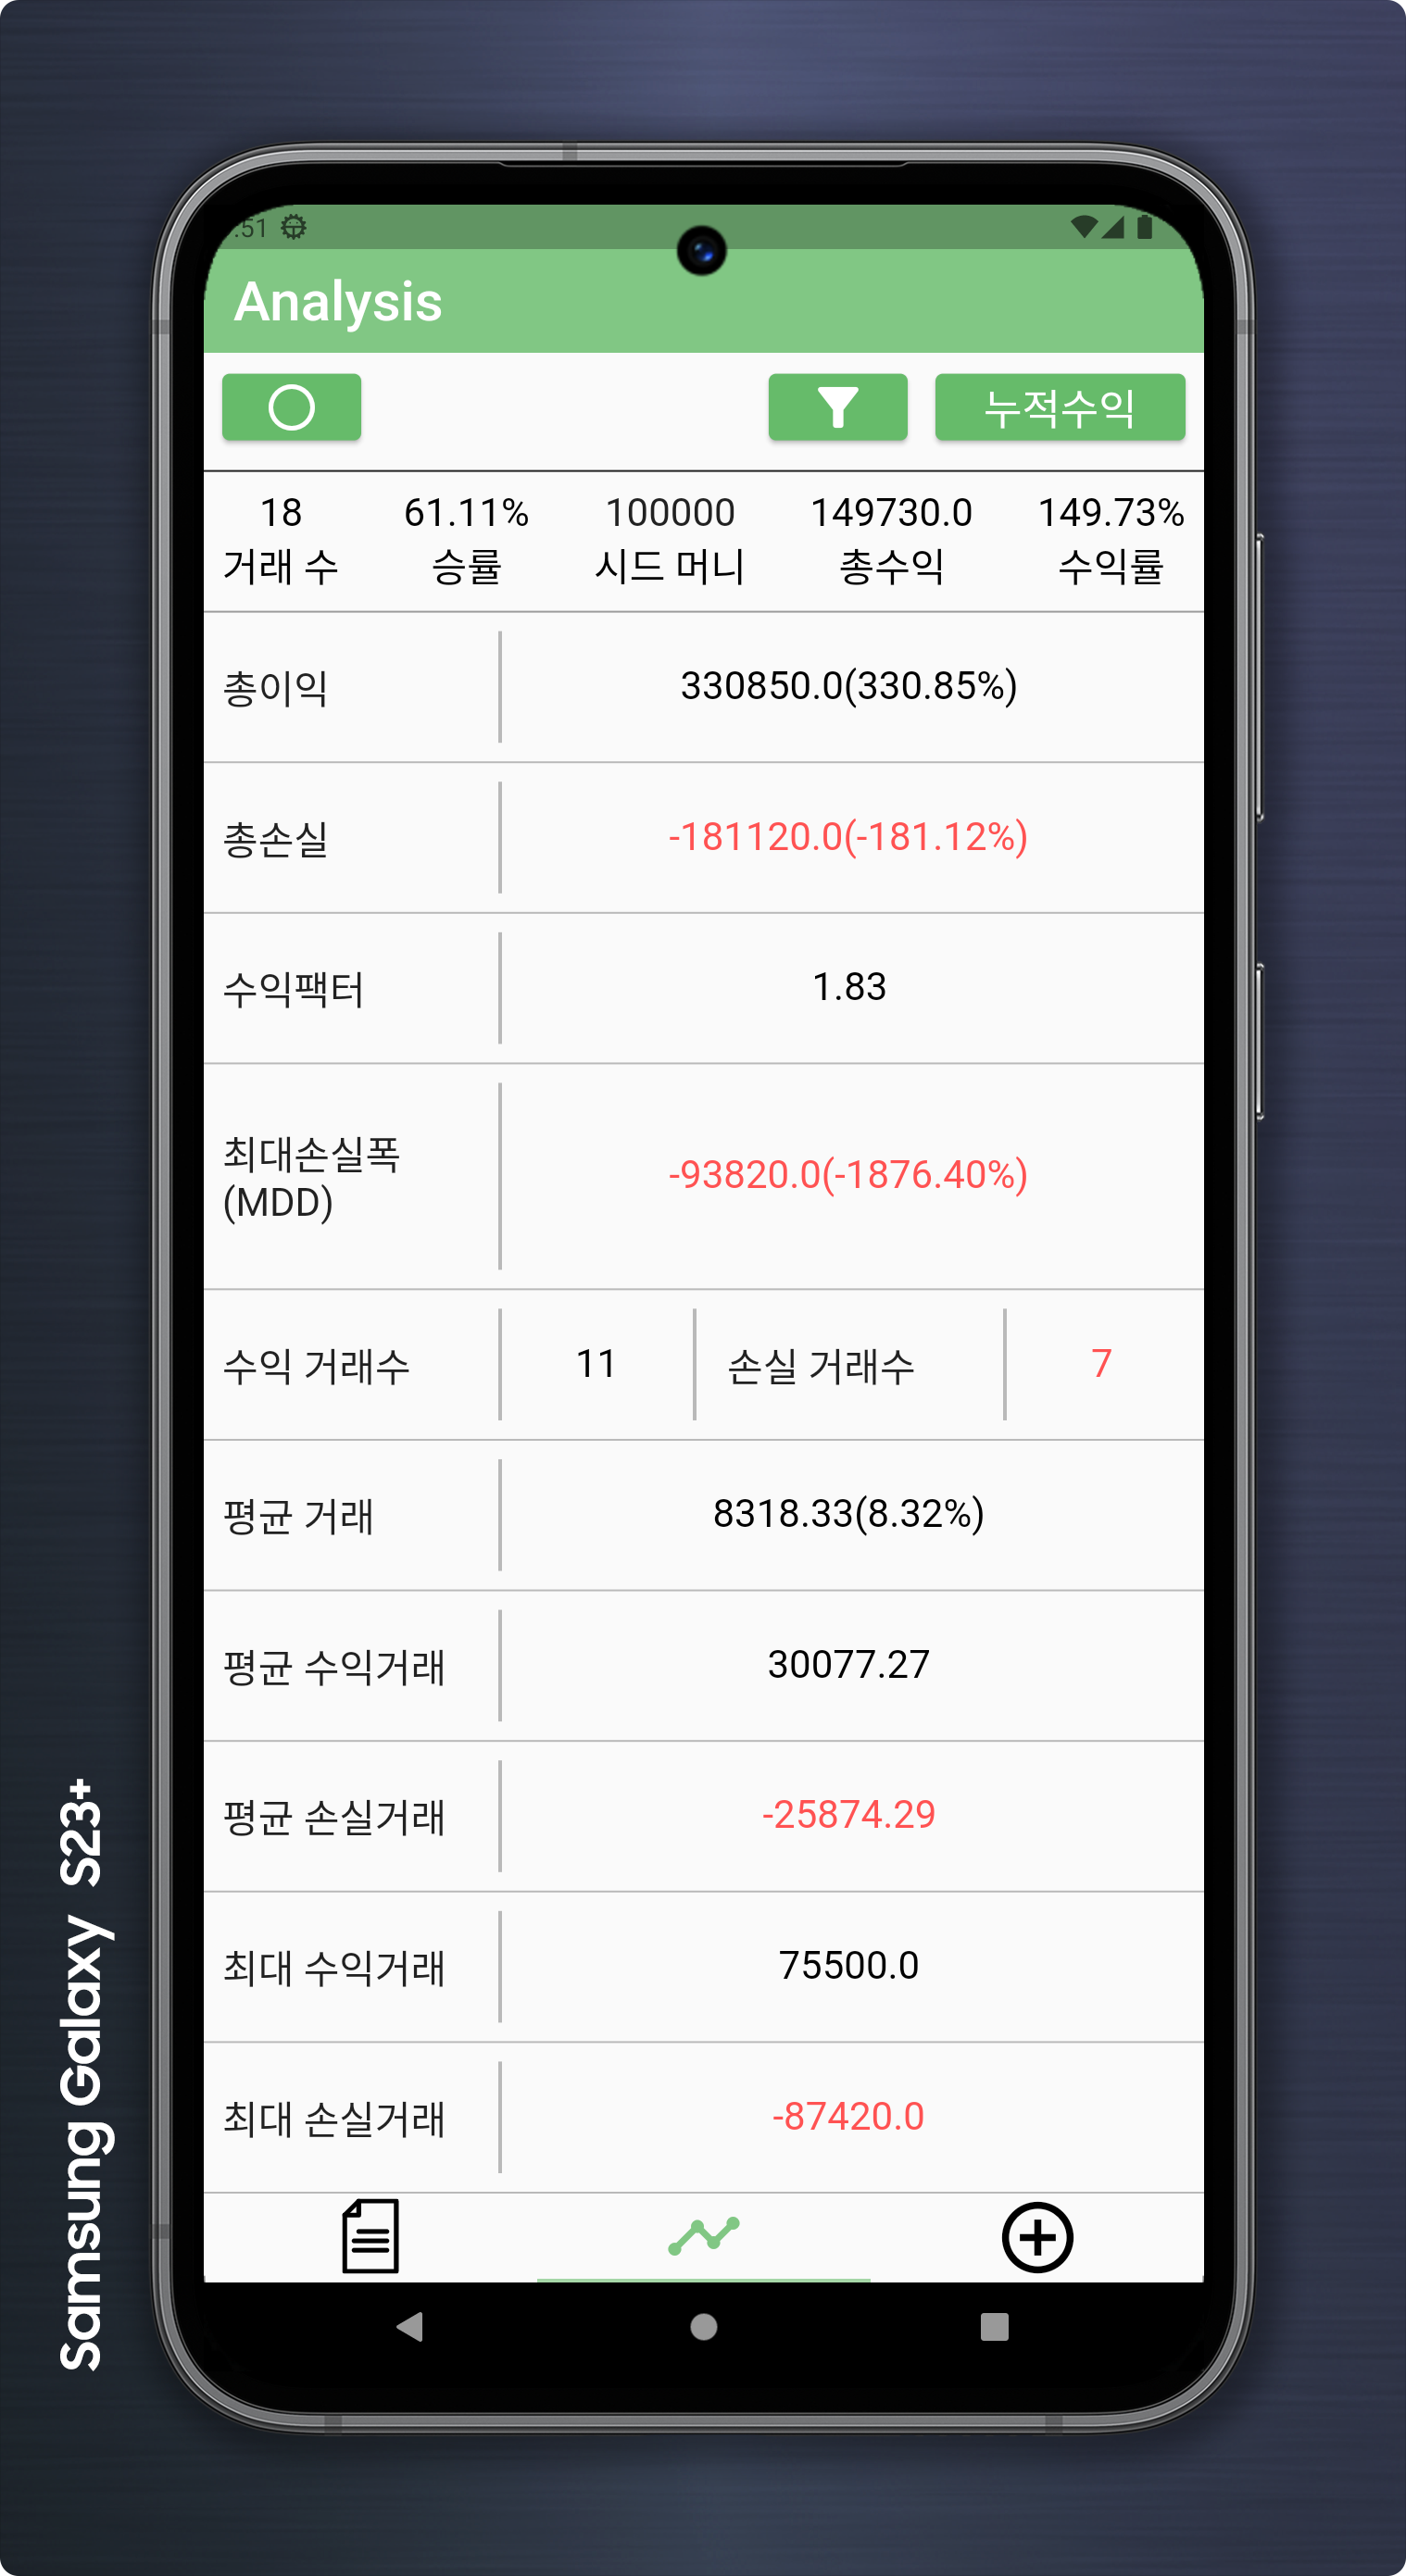 :51
Analysis
누적수익
18 61.11% 100000 149730.0 149.73%
거래 수 승률 시드 머니 총수익 수익률
총이익 330850.0(330.85%)
총손실 -181120.0(-181.12%)
수익팩터 1.83
최대손실폭
(MDD) -93820.0(-1876.40%)
수익 거래수 11 손실 거래수 7
평균 거래 8318.33(8.32%)
평균 수익거래 30077.27
평균 손실거래 -25874.29
최대 수익거래 75500.0
최대 손실거래 -87420.0
Samsung Galaxy S23+